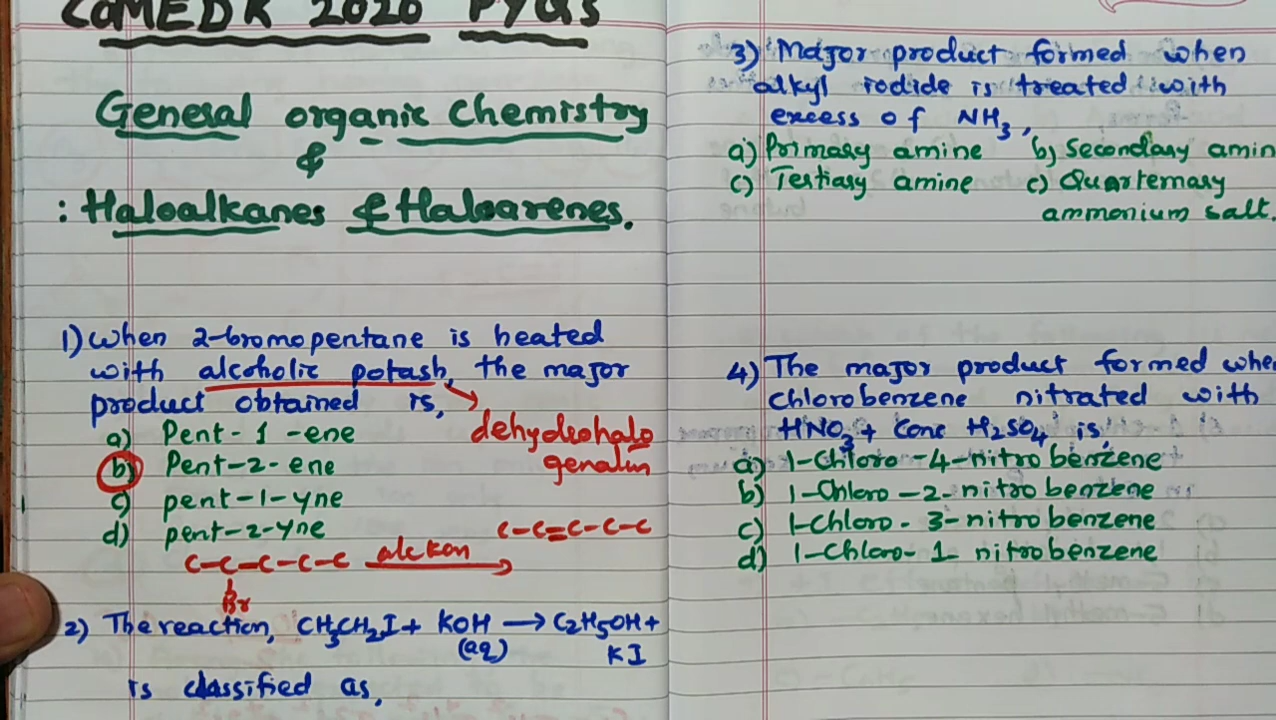 COMEDK 2020 PYQs
General organic Chemistry
&
: Haloalkanes & Haloarenes.
1) When 2-bromopentane is heated
with alcoholic potash, the major
product obtained is,
a) Pent-1-ene
b) Pent-2-ene
c) pent-1-yne
d) pent-2-yne
dehydrohalo
genation
C-C=C-C-C
C-C-C-C-C alc KOH
Br
2) The reaction, CH3CH2I + KOH → C2H5OH +
(aq) KI
is classified as,
3) Major product formed when
alkyl iodide is treated with
excess of NH3,
a) Primary amine b) Secondary amin
c) Tertiary amine c) Quarternary
ammonium salt.
4) The major product formed whe
chlorobenzene nitrated with
HNO3 + conc H2SO4 is,
a) 1-Chloro-4-nitro benzene
b) 1-Chloro-2-nitro benzene
c) 1-Chloro-3-nitro benzene
d) 1-Chloro-1-nitrobenzene